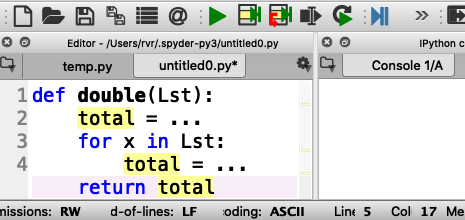 Editor - /Users/rvr/.spyder-py3/untitled0.py
IPython c
temp.py
untitled0.py*
Console 1/A
1 def double(Lst):
2 total = ...
3 for x in Lst:
4 total = ...
return total
missions: RW
d-of-lines: LF
coding: ASCII
Line 5
Col 17
Me